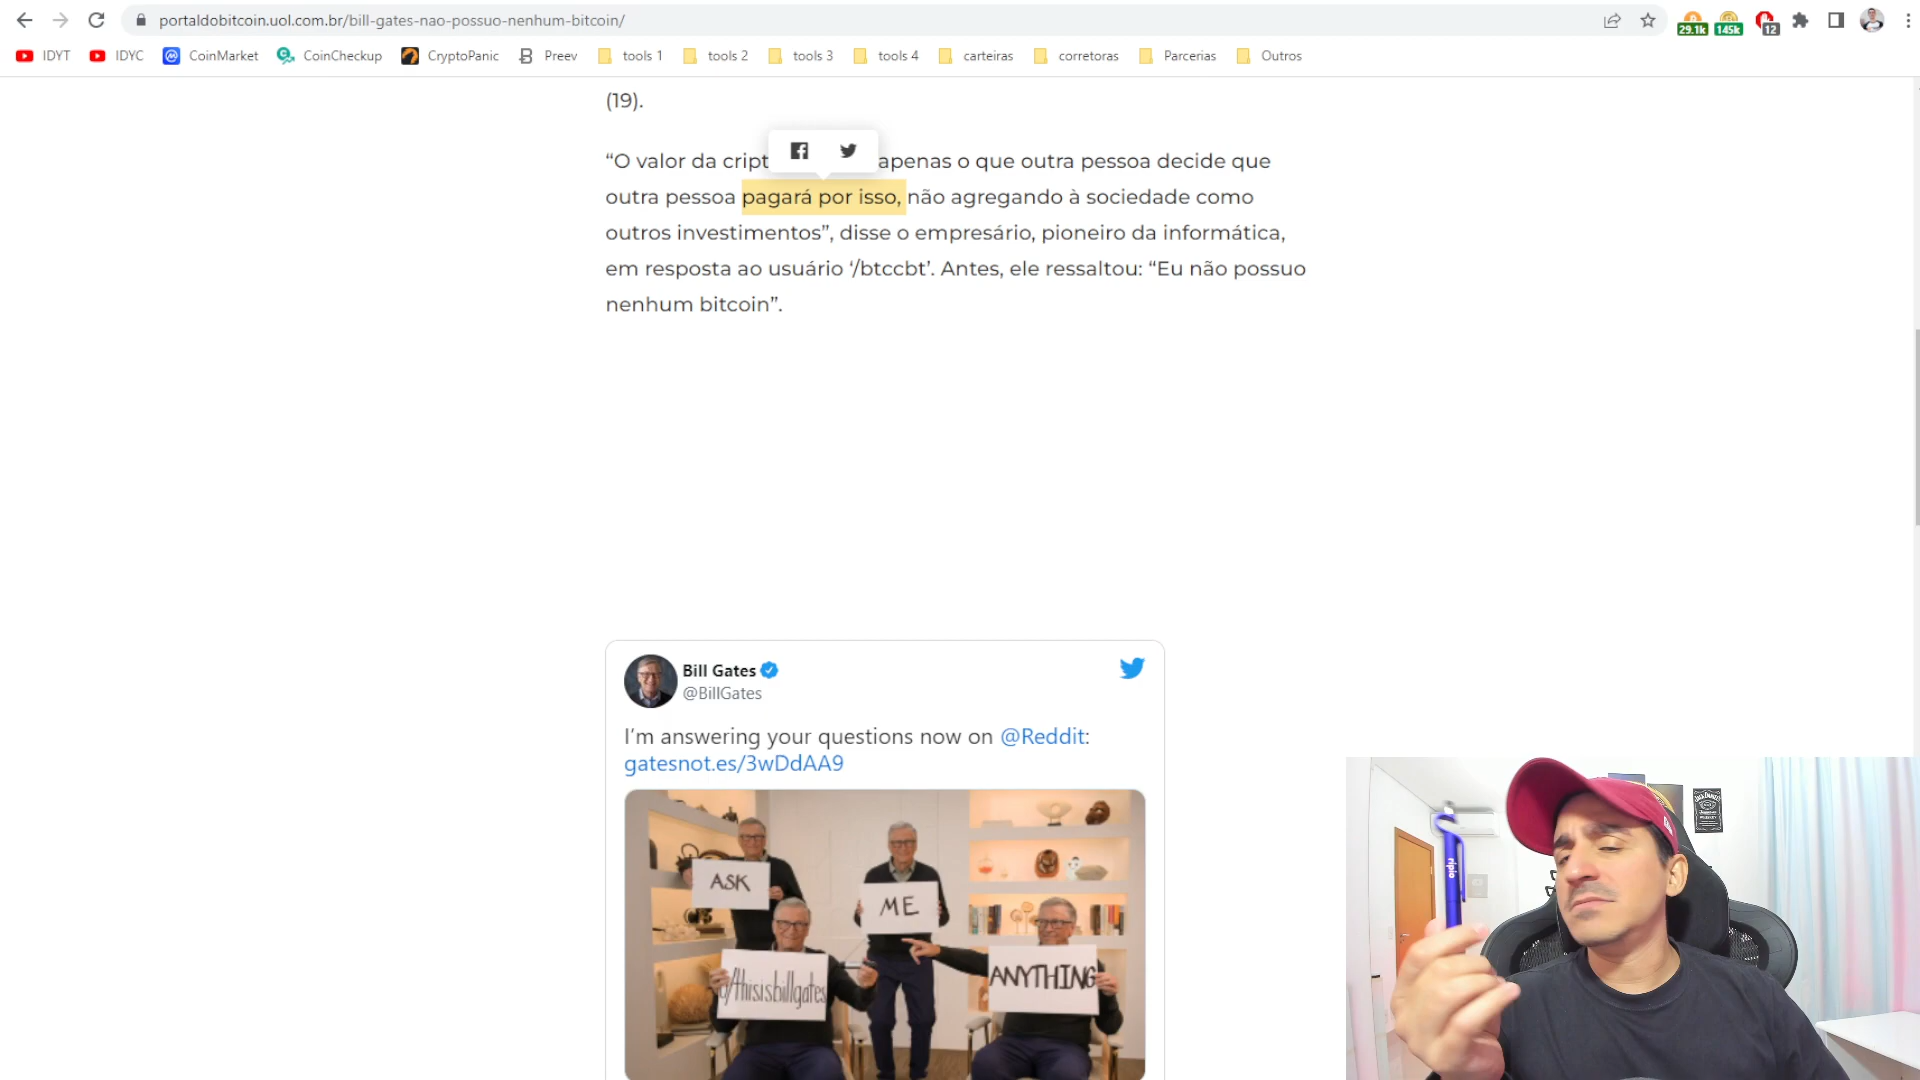 portaldobitcoin.uol.com.br/bill-gates-nao-possuo-nenhum-bitcoin/
29.1k
145k
12
IDYT
IDYC
CoinMarket
CoinCheckup
CryptoPanic
Preev
tools 1
tools 2
tools 3
tools 4
carteiras
corretoras
Parcerias
Outros
(19).
“O valor da cript apenas o que outra pessoa decide que
outra pessoa pagará por isso, não agregando à sociedade como
outros investimentos”, disse o empresário, pioneiro da informática,
em resposta ao usuário ‘/btccbt’. Antes, ele ressaltou: “Eu não possuo
nenhum bitcoin”.
Bill Gates
@BillGates
I’m answering your questions now on @Reddit:
gatesnot.es/3wDdAA9
ASK
ME
/thisisbillgates
ANYTHING
ripio
JACK DANIEL'S